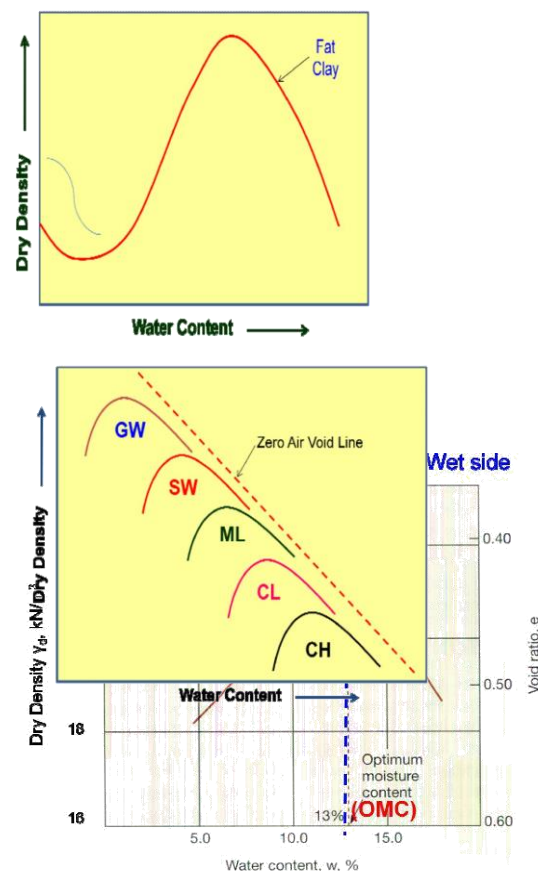 Fat
Clay
Dry Density
Water Content
GW
SW
ML
CL
CH
Zero Air Void Line
Wet side
Dry Density
Dry Density γd, kN/m³
Water Content
0.40
0.50
0.60
Void ratio, e
18
16
Optimum
moisture
content
(OMC)
13%
5.0 10.0 15.0
Water content, w, %